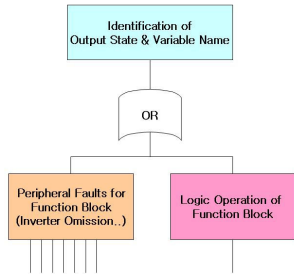 Identification of
Output State & Variable Name
OR
Peripheral Faults for
Function Block
(Inverter Omission..)
Logic Operation of
Function Block